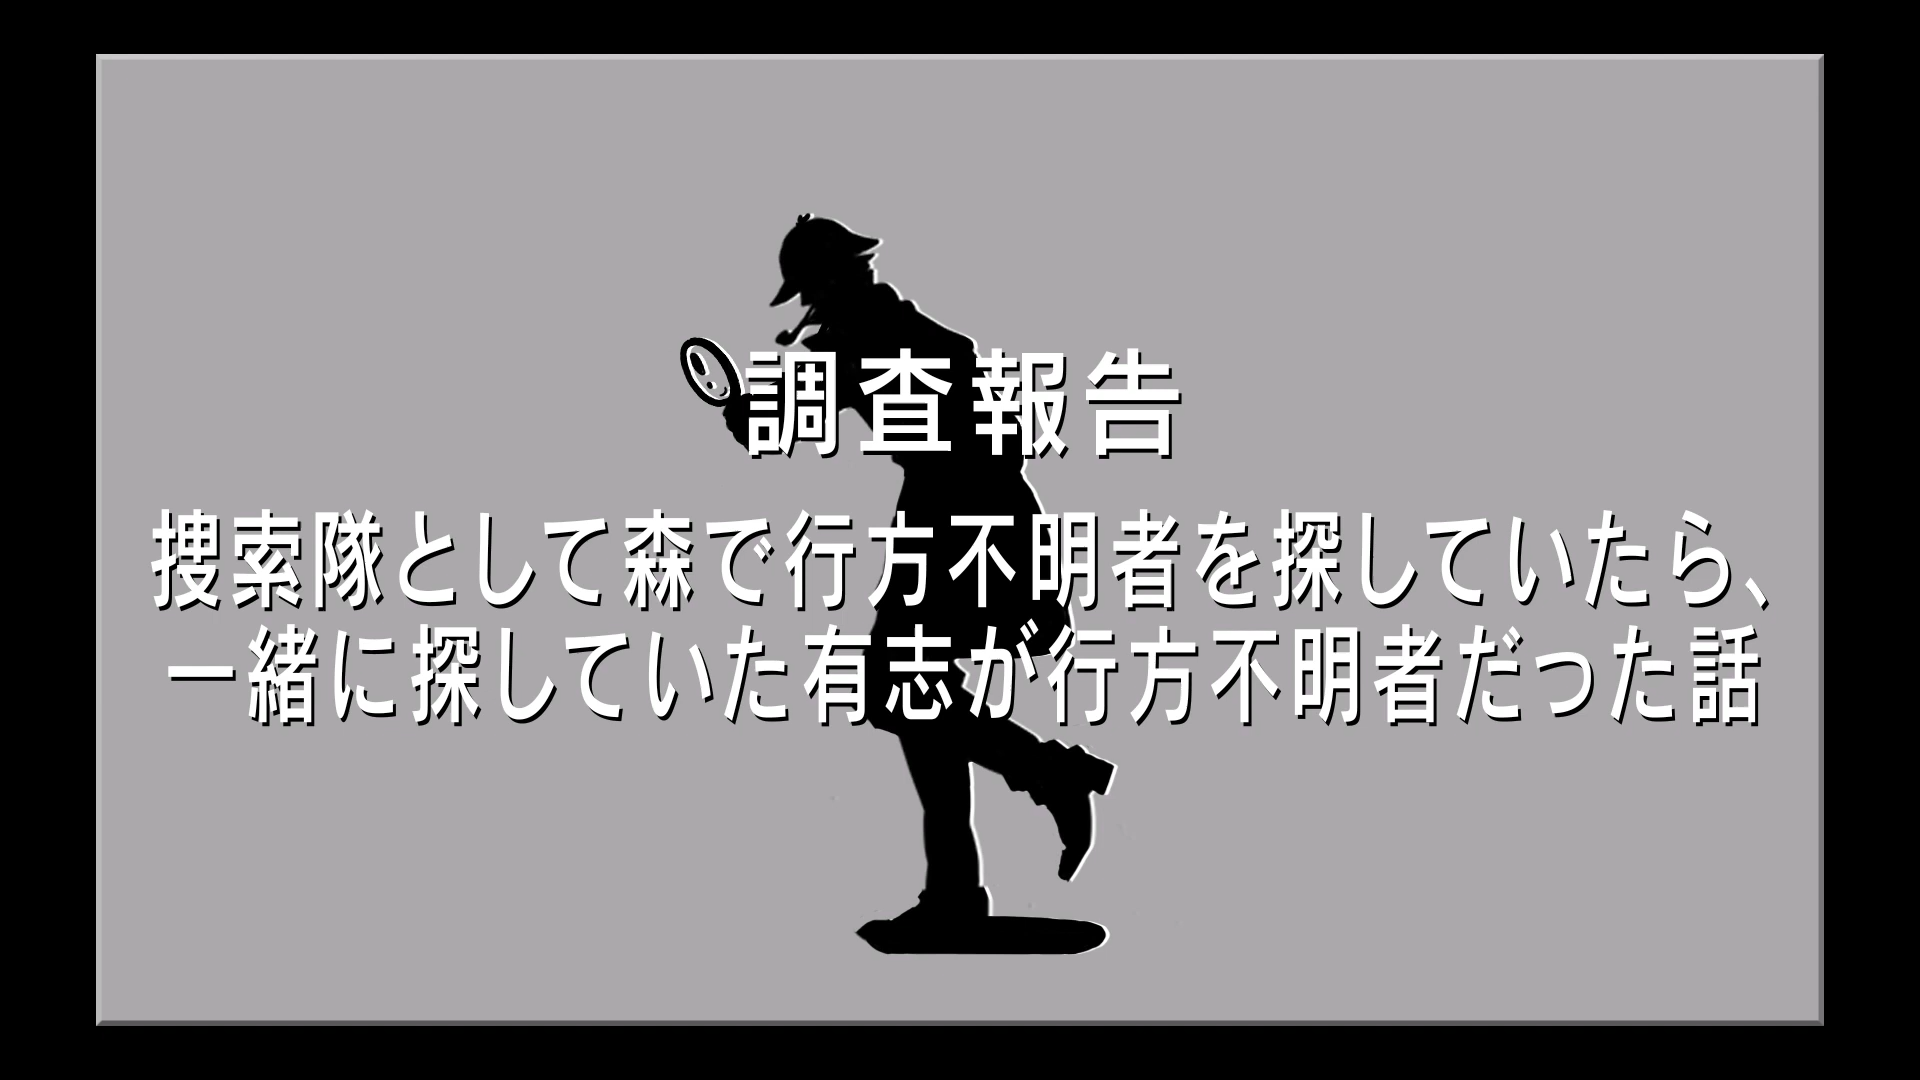 調査報告
捜索隊として森で行方不明者を探していたら、
一緒に探していた有志が行方不明者だった話